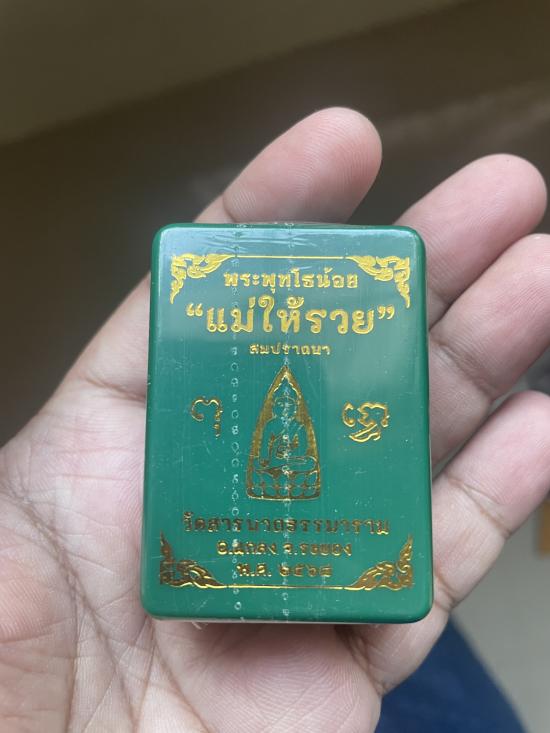 พระพุทโธน้อย
“แม่ให้รวย”
สมปรารถนา
วัดสารนาถธรรมาราม
อ.แกลง จ.ระยอง
พ.ศ. ๒๕๖๔